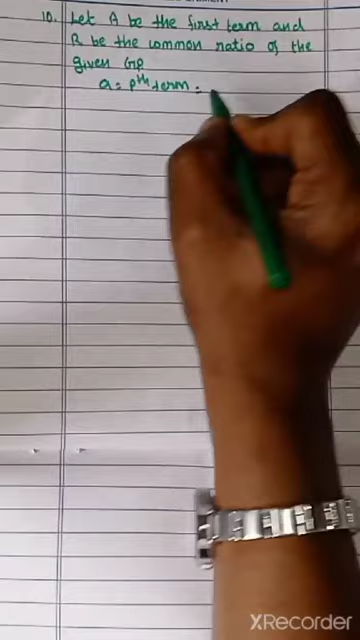 10. Let A be the first term and
R be the common ratio of the
given GP
a = pth term =
XRecorder